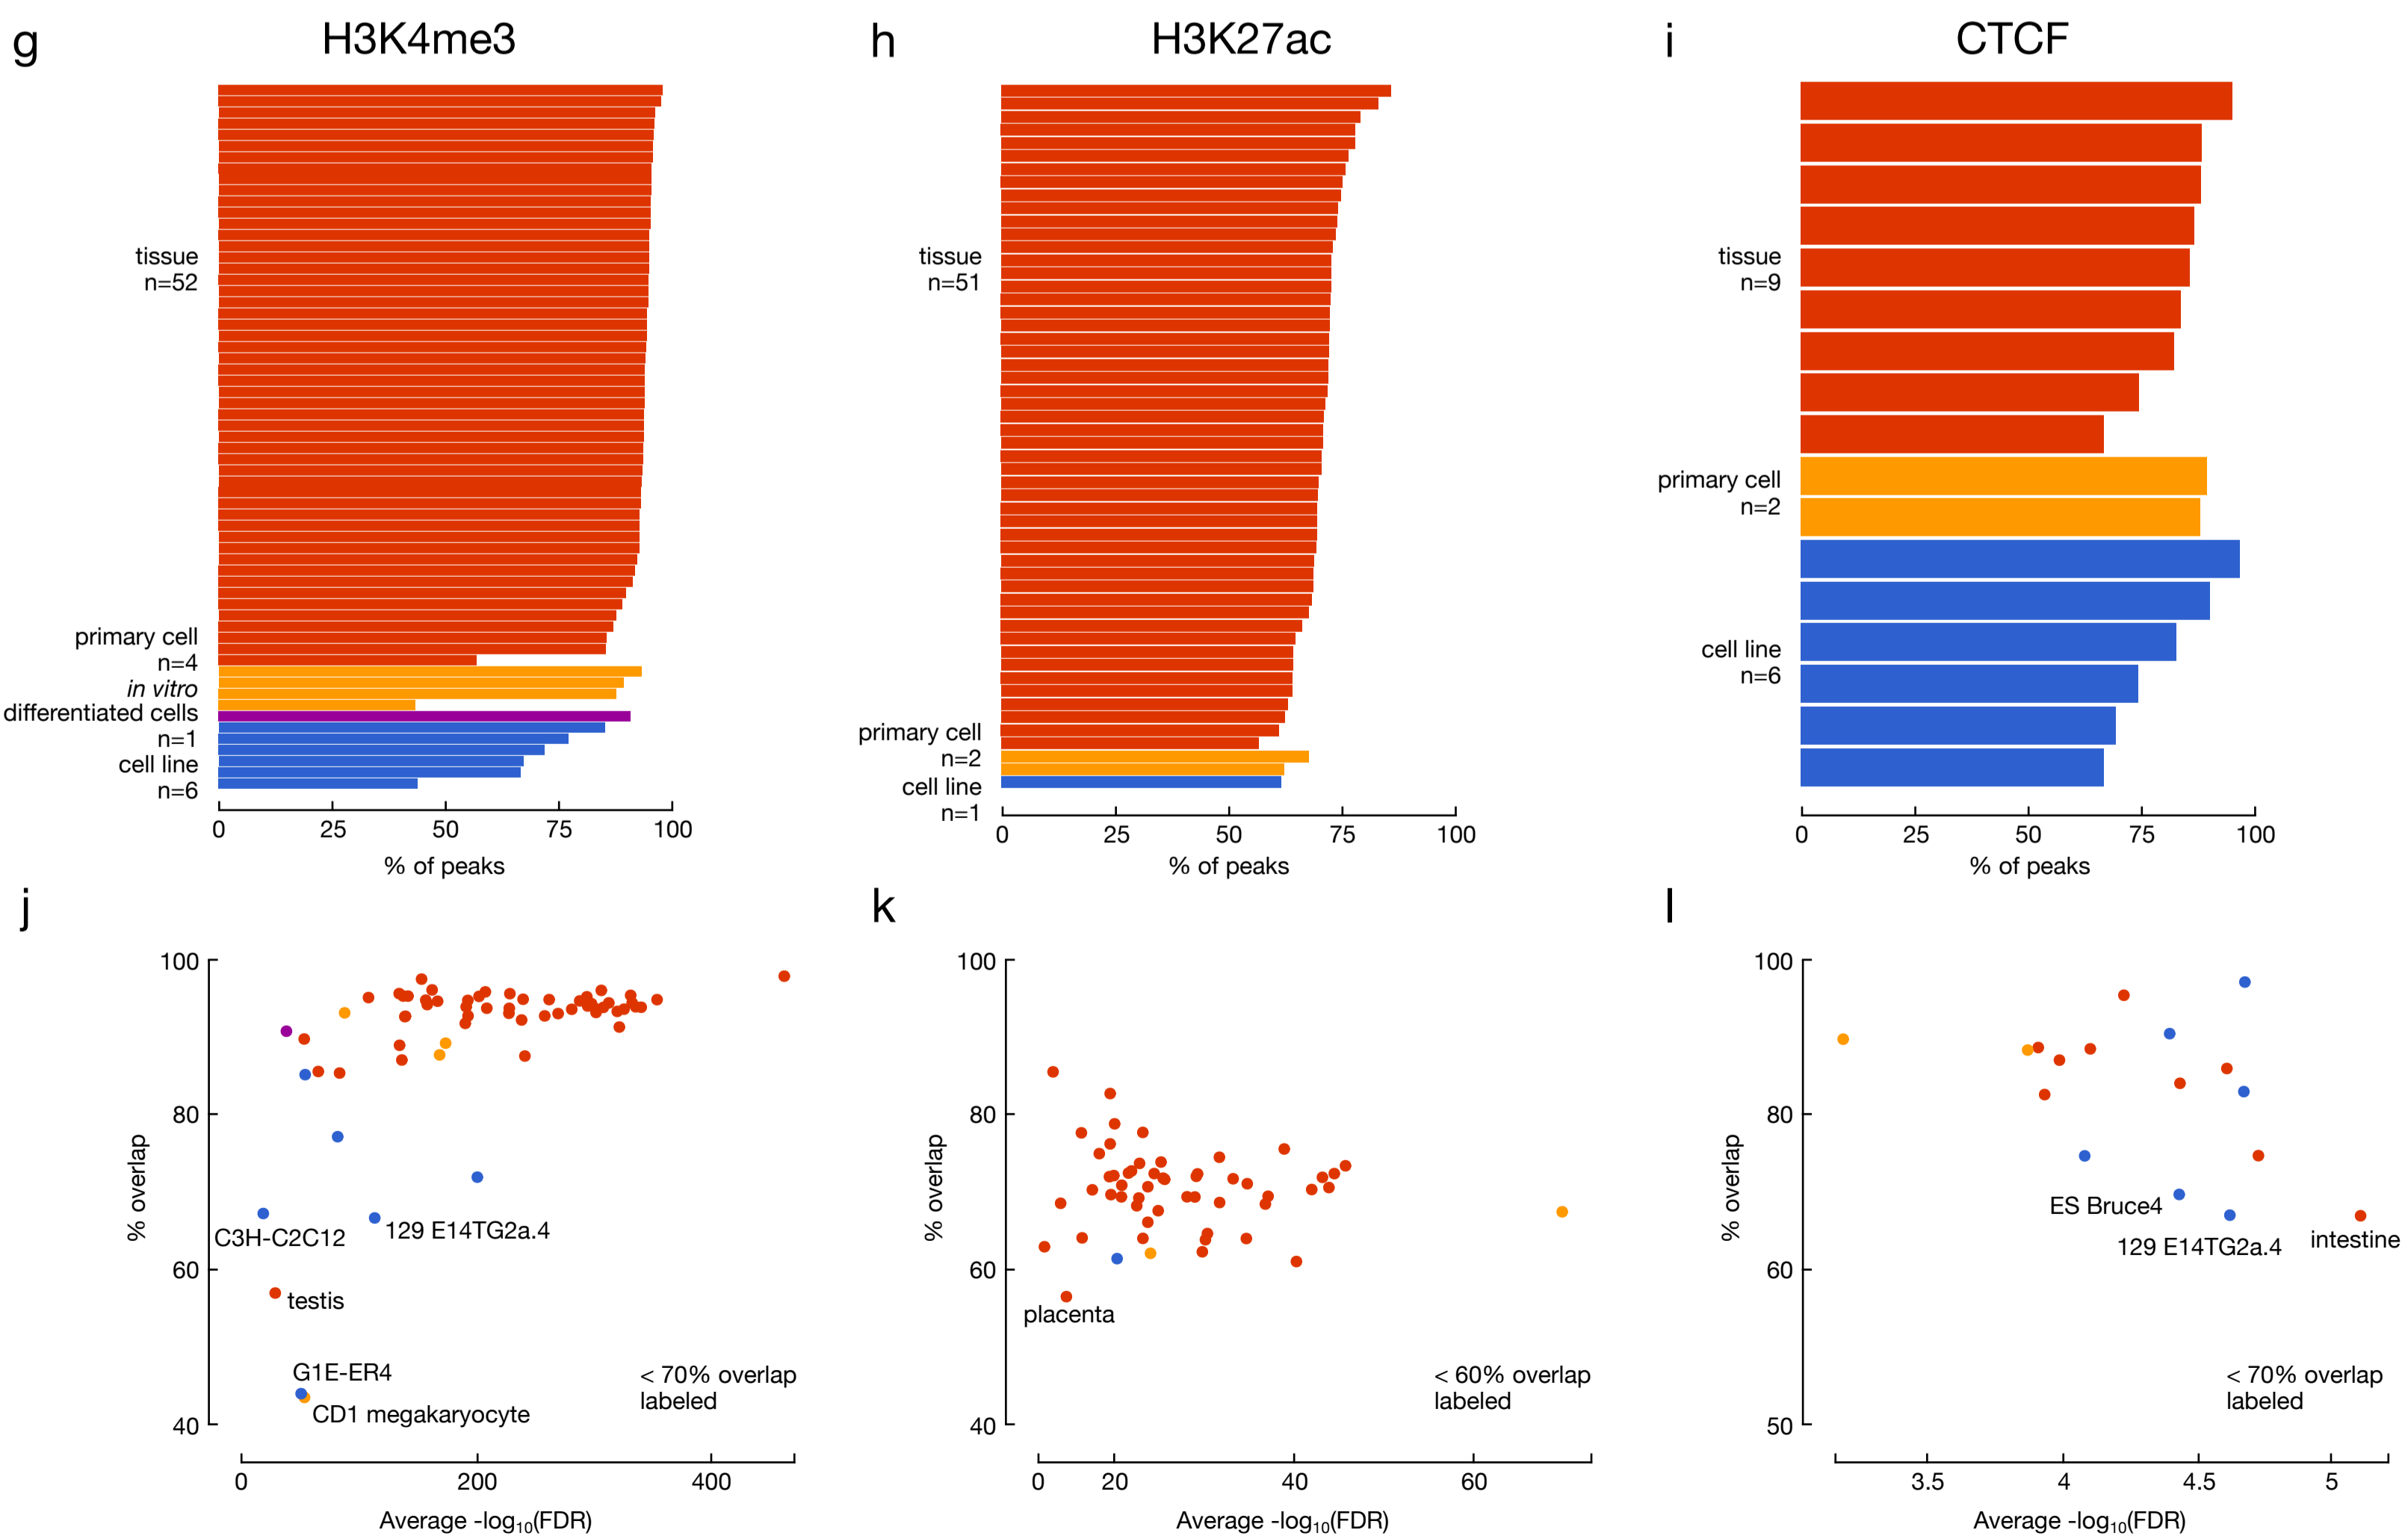 g
H3K4me3
tissue
n=52
primary cell
n=4
in vitro
differentiated cells
n=1
cell line
n=6
0 25 50 75 100
% of peaks
h
H3K27ac
tissue
n=51
primary cell
n=2
cell line
n=1
0 25 50 75 100
% of peaks
i
CTCF
tissue
n=9
primary cell
n=2
cell line
n=6
0 25 50 75 100
% of peaks
j
% overlap
100
80
60
40
C3H-C2C12
129 E14TG2a.4
testis
G1E-ER4
CD1 megakaryocyte
< 70% overlap
labeled
0 200 400
Average -log₁₀(FDR)
k
% overlap
100
80
60
40
placenta
< 60% overlap
labeled
0 20 40 60
Average -log₁₀(FDR)
l
% overlap
100
80
60
50
ES Bruce4
129 E14TG2a.4
intestine
< 70% overlap
labeled
3.5 4 4.5 5
Average -log₁₀(FDR)